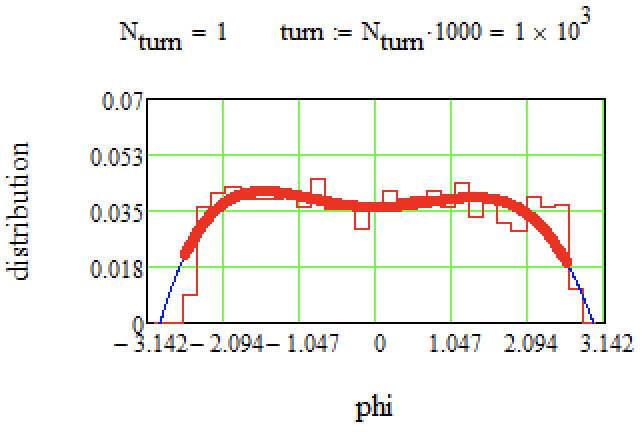 N_turn = 1 turn := N_turn·1000 = 1 × 10^3
0.07
0.053
0.035
0.018
0
distribution
− 3.142 − 2.094 − 1.047 0 1.047 2.094 3.142
phi